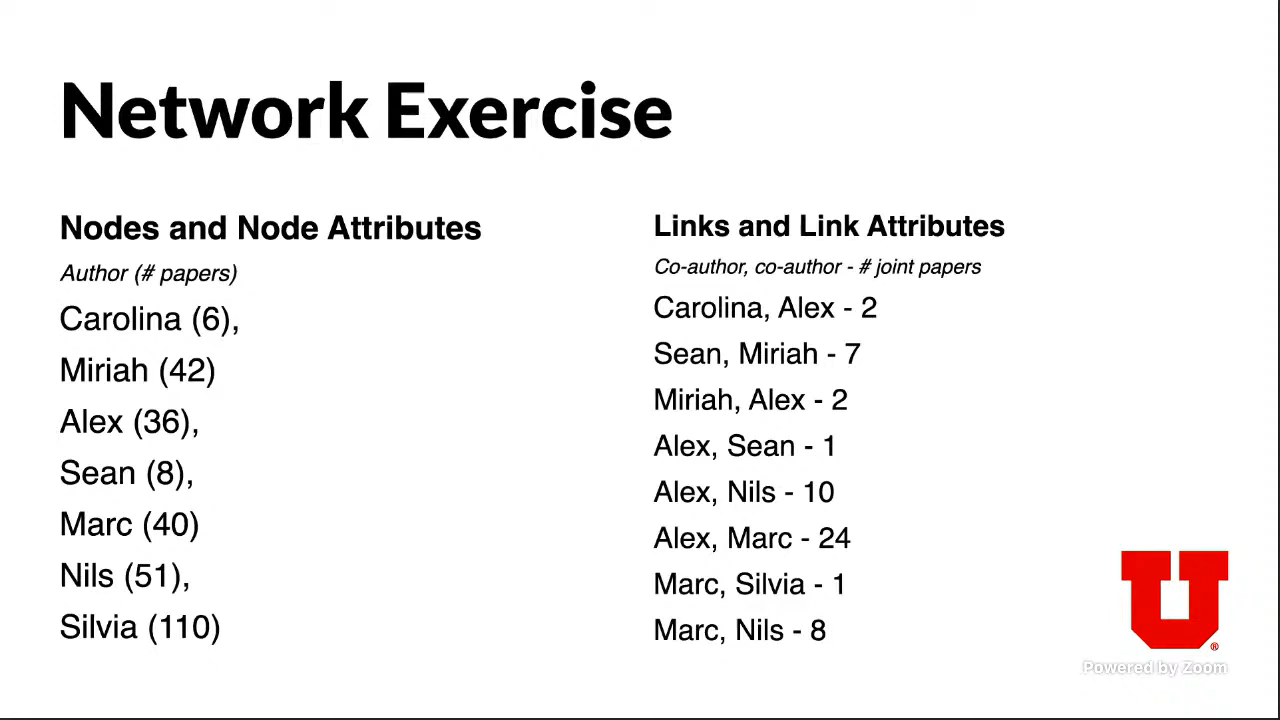 Network Exercise
Nodes and Node Attributes
Author (# papers)
Carolina (6),
Miriah (42)
Alex (36),
Sean (8),
Marc (40)
Nils (51),
Silvia (110)
Links and Link Attributes
Co-author, co-author - # joint papers
Carolina, Alex - 2
Sean, Miriah - 7
Miriah, Alex - 2
Alex, Sean - 1
Alex, Nils - 10
Alex, Marc - 24
Marc, Silvia - 1
Marc, Nils - 8
U®
Powered by Zoom